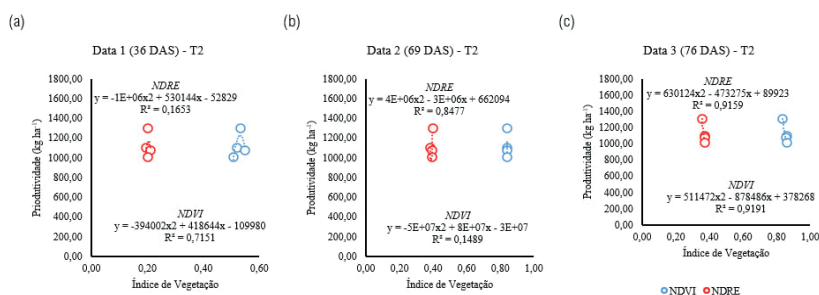 (a)
Data 1 (36 DAS) - T2
Produtividade (kg ha⁻¹)
1800,00
1600,00
1400,00
1200,00
1000,00
800,00
600,00
400,00
200,00
0,00
NDRE
y = -1E+06x2 + 530144x - 52829
R² = 0,1653
NDVI
y = -394002x2 + 418644x - 109980
R² = 0,7151
0,00 0,20 0,40 0,60
Índice de Vegetação
(b)
Data 2 (69 DAS) - T2
Produtividade (kg ha⁻¹)
1800,00
1600,00
1400,00
1200,00
1000,00
800,00
600,00
400,00
200,00
0,00
NDRE
y = 4E+06x2 - 3E+06x + 662094
R² = 0,8477
NDVI
y = -5E+07x2 + 8E+07x - 3E+07
R² = 0,1489
0,00 0,20 0,40 0,60 0,80 1,00
Índice de Vegetação
(c)
Data 3 (76 DAS) - T2
Produtividade (kg ha⁻¹)
1800,00
1600,00
1400,00
1200,00
1000,00
800,00
600,00
400,00
200,00
0,00
NDRE
y = 630124x2 - 473275x + 89923
R² = 0,9159
NDVI
y = 511472x2 - 878486x + 378268
R² = 0,9191
0,00 0,20 0,40 0,60 0,80 1,00
Índice de Vegetação
NDVI NDRE